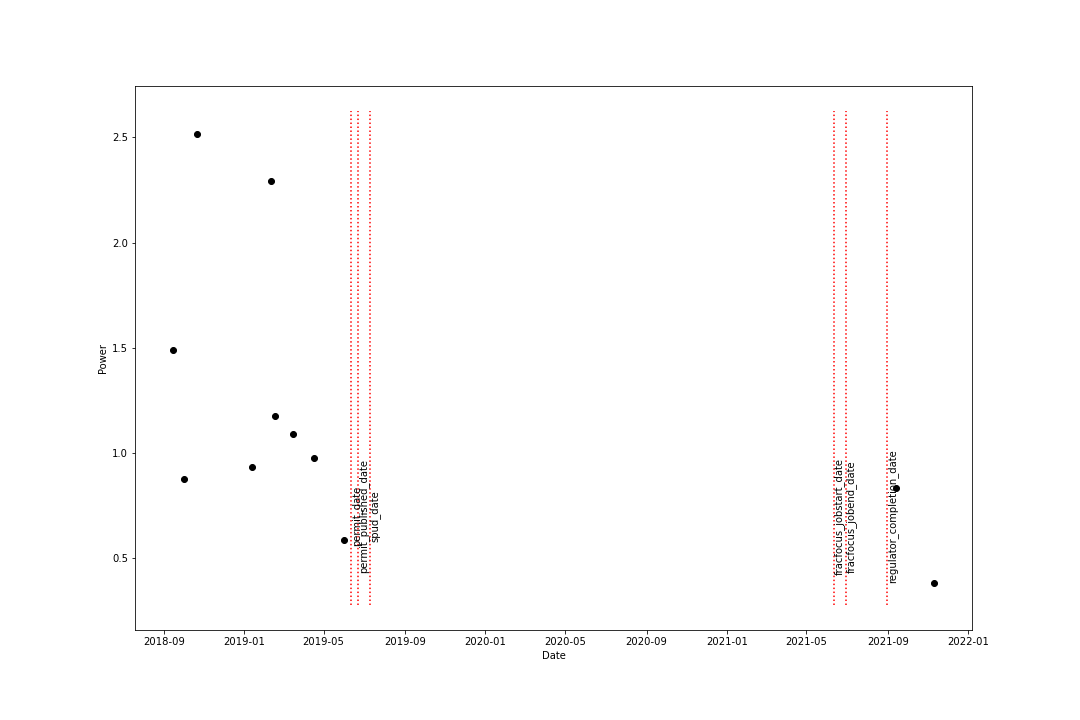 2.5
2.0
1.5
1.0
0.5
Power
permit_date
permit_published_date
spud_date
fracfocus_jobstart_date
fracfocus_jobend_date
regulator_completion_date
2018-09 2019-01 2019-05 2019-09 2020-01 2020-05 2020-09 2021-01 2021-05 2021-09 2022-01
Date